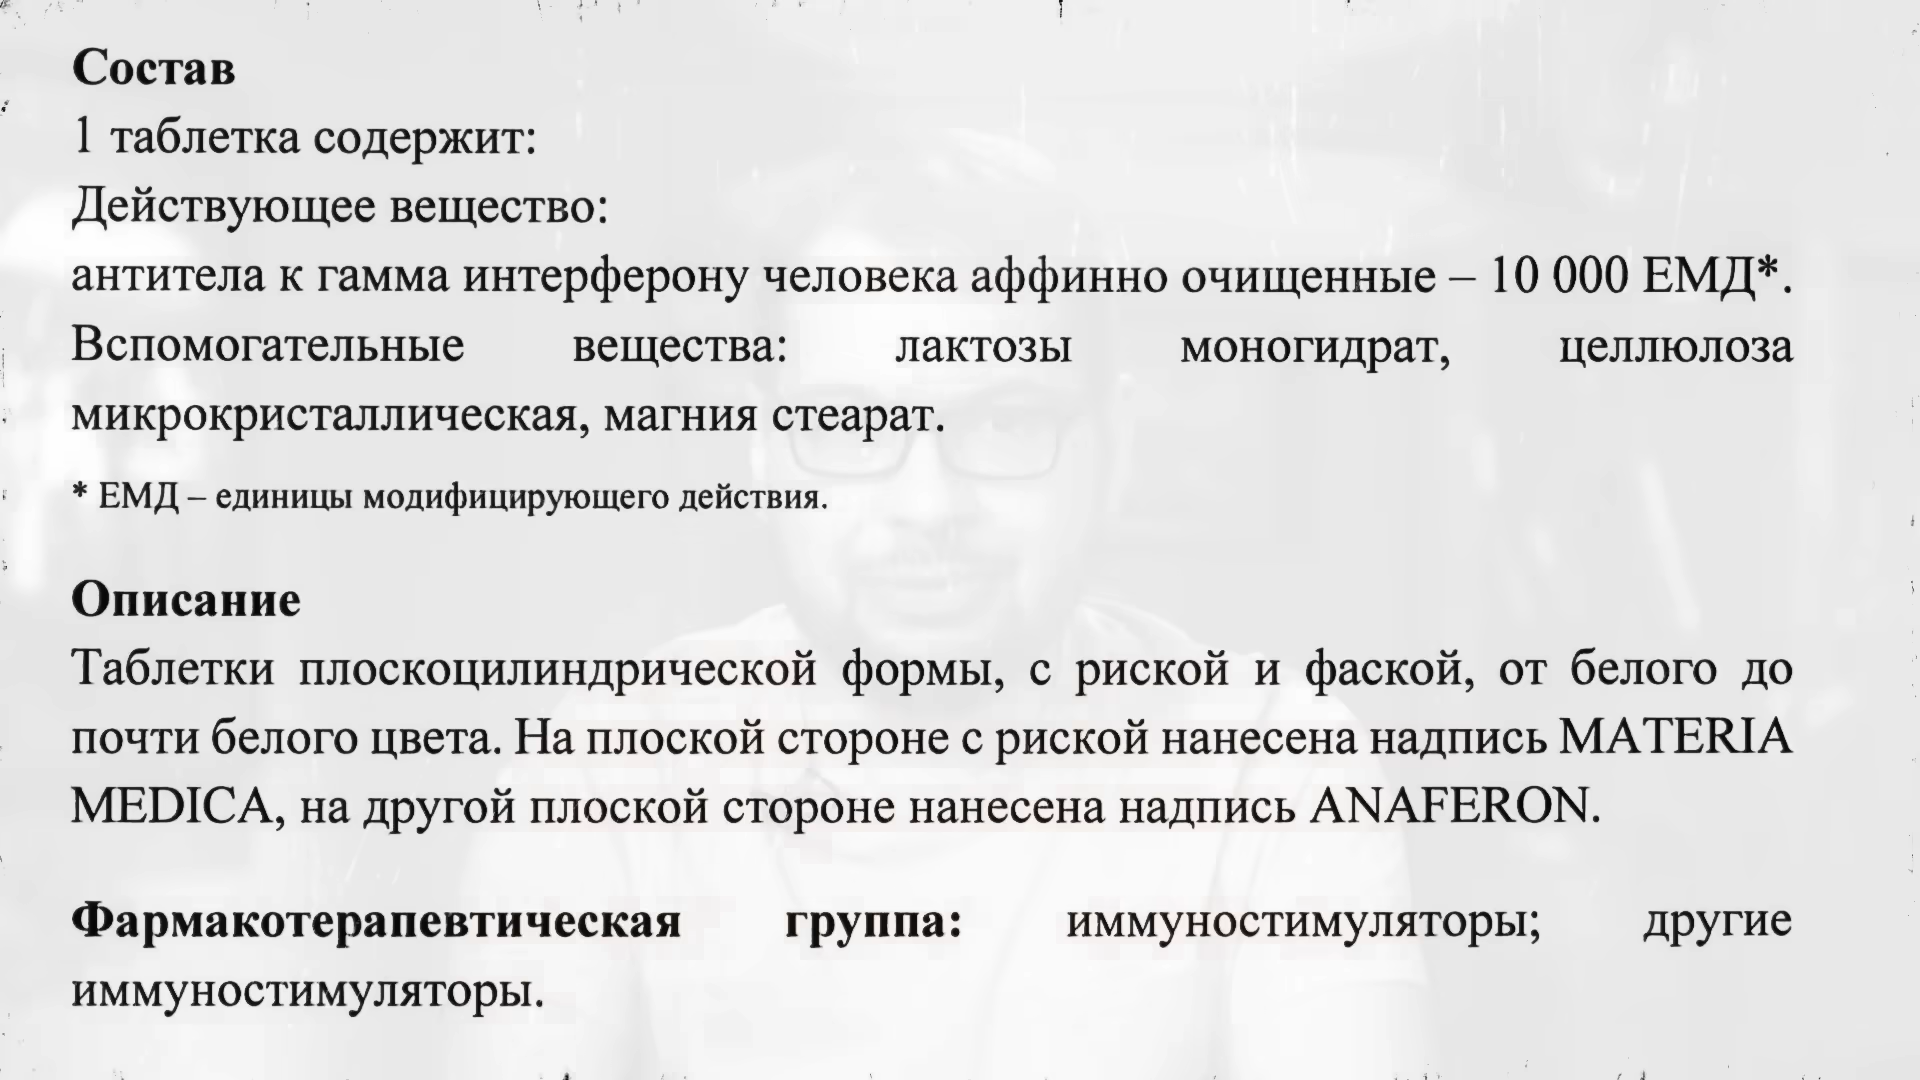 Состав
1 таблетка содержит:
Действующее вещество:
антитела к гамма интерферону человека аффинно очищенные – 10 000 ЕМД*.
Вспомогательные вещества: лактозы моногидрат, целлюлоза
микрокристаллическая, магния стеарат.
* ЕМД – единицы модифицирующего действия.
Описание
Таблетки плоскоцилиндрической формы, с риской и фаской, от белого до
почти белого цвета. На плоской стороне с риской нанесена надпись MATERIA
MEDICA, на другой плоской стороне нанесена надпись ANAFERON.
Фармакотерапевтическая группа: иммуностимуляторы; другие
иммуностимуляторы.